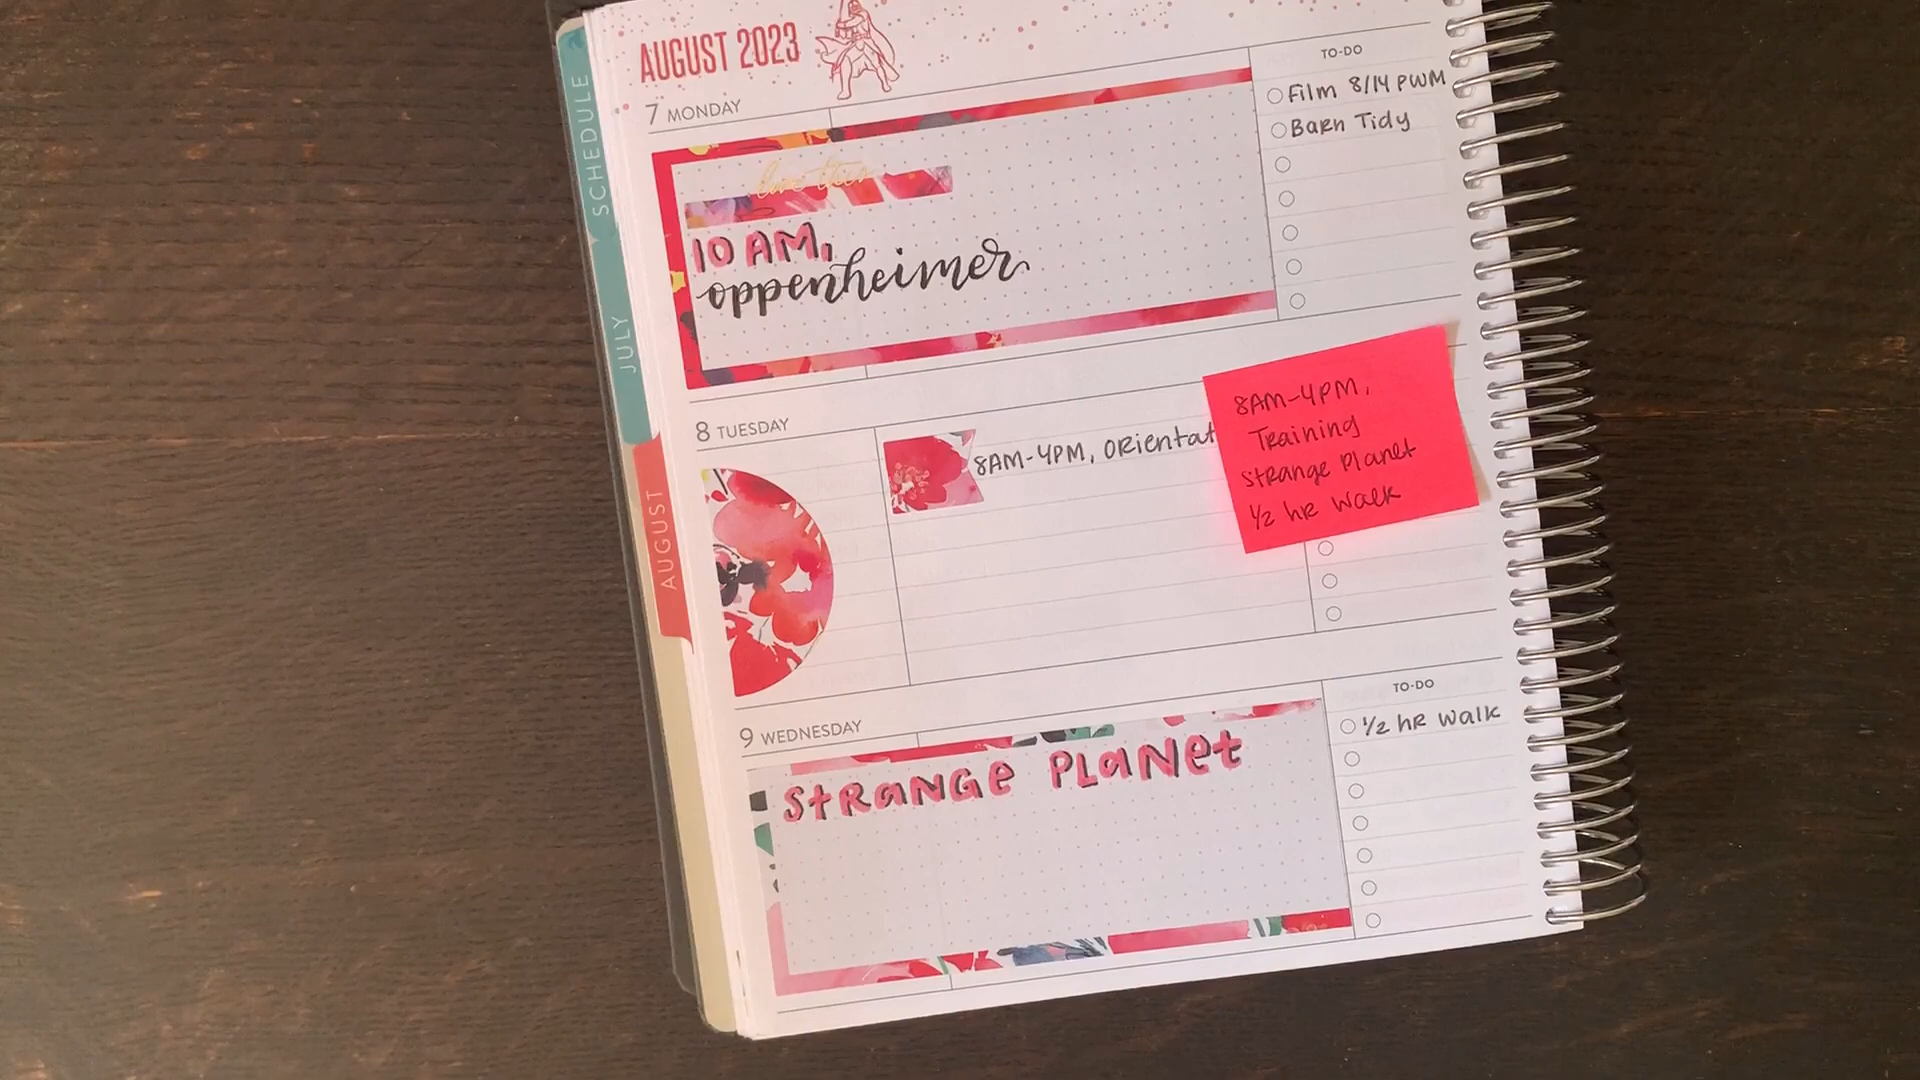 AUGUST 2023
SCHEDULE
JULY
AUGUST
7 MONDAY
TO-DO
Film 8/14 PWM
Barn Tidy
10 AM,
oppenheimer
8 TUESDAY
8AM-4PM, Orientat
8AM-4PM,
Training
Strange Planet
1/2 hr walk
9 WEDNESDAY
TO-DO
1/2 hr walk
Strange Planet